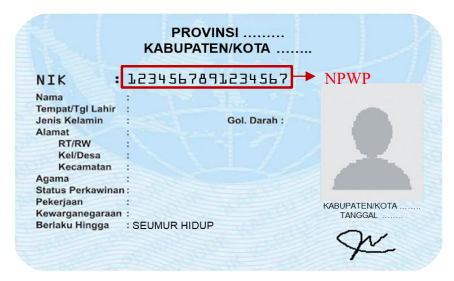 PROVINSI .........
KABUPATEN/KOTA ........
NIK : 1234567891234567 NPWP
Nama :
Tempat/Tgl Lahir :
Jenis Kelamin : Gol. Darah :
Alamat :
RT/RW :
Kel/Desa :
Kecamatan :
Agama :
Status Perkawinan :
Pekerjaan :
Kewarganegaraan :
Berlaku Hingga : SEUMUR HIDUP
KABUPATEN/KOTA ........
TANGGAL ........